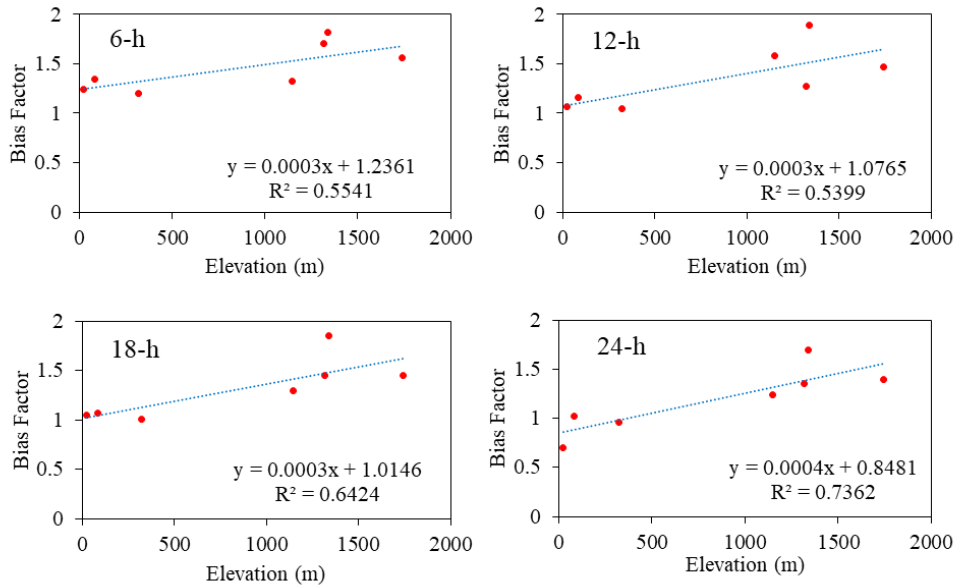 6-h
2
1.5
1
0.5
0
Bias Factor
y = 0.0003x + 1.2361
R² = 0.5541
0 500 1000 1500 2000
Elevation (m)
12-h
2
1.5
1
0.5
0
Bias Factor
y = 0.0003x + 1.0765
R² = 0.5399
0 500 1000 1500 2000
Elevation (m)
18-h
2
1.5
1
0.5
0
Bias Factor
y = 0.0003x + 1.0146
R² = 0.6424
0 500 1000 1500 2000
Elevation (m)
24-h
2
1.5
1
0.5
0
Bias Factor
y = 0.0004x + 0.8481
R² = 0.7362
0 500 1000 1500 2000
Elevation (m)